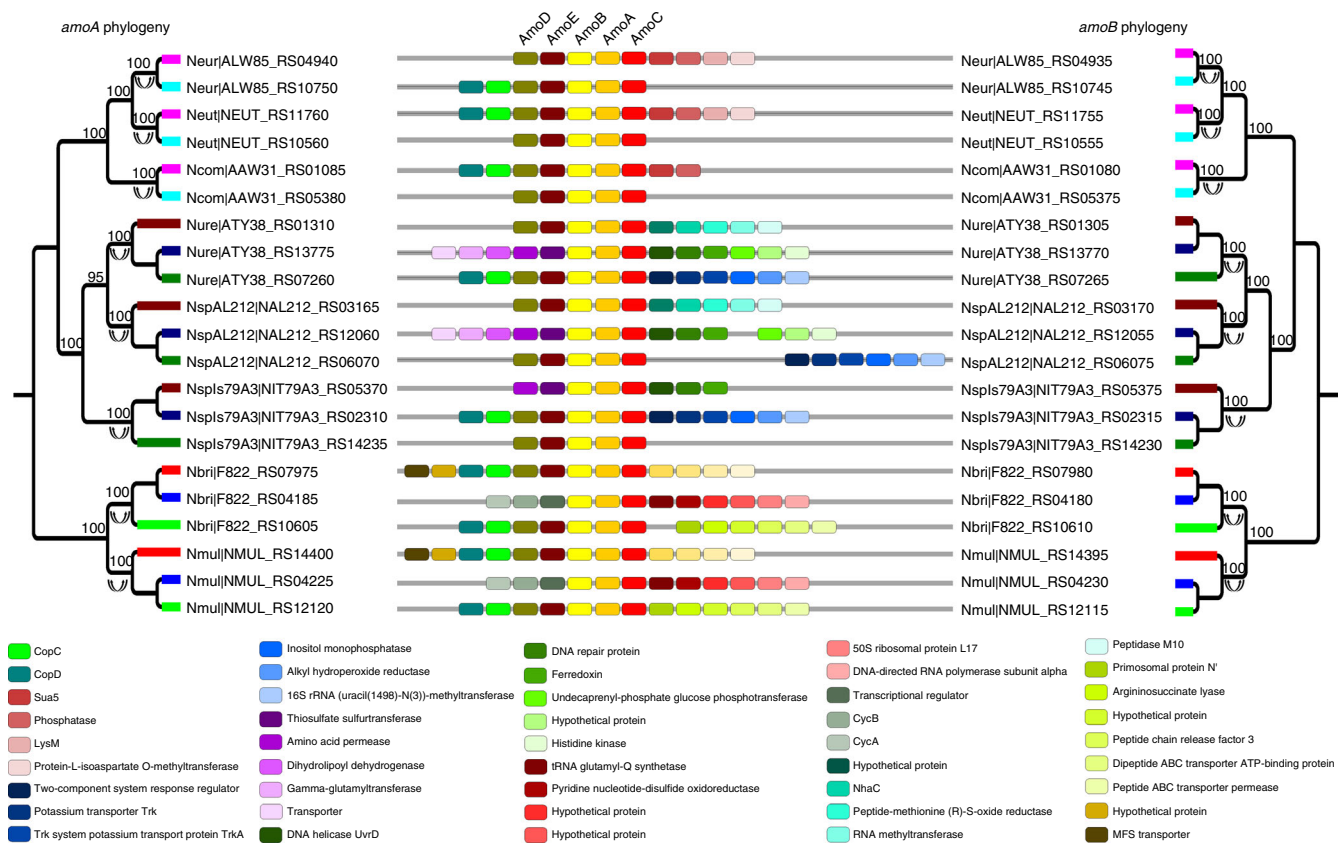 amoA phylogeny
AmoD
AmoE
AmoB
AmoA
AmoC
amoB phylogeny
Neur|ALW85_RS04940
Neur|ALW85_RS04935
100
100
Neur|ALW85_RS10750
Neur|ALW85_RS10745
Neut|NEUT_RS11760
Neut|NEUT_RS11755
100
100
100
100
Neut|NEUT_RS10560
Neut|NEUT_RS10555
Ncom|AAW31_RS01085
Ncom|AAW31_RS01080
100
100
Ncom|AAW31_RS05380
Ncom|AAW31_RS05375
Nure|ATY38_RS01310
Nure|ATY38_RS01305
100
100
Nure|ATY38_RS13775
Nure|ATY38_RS13770
95
Nure|ATY38_RS07260
Nure|ATY38_RS07265
NspAL212|NAL212_RS03165
NspAL212|NAL212_RS03170
100
100
100
NspAL212|NAL212_RS12060
NspAL212|NAL212_RS12055
100
NspAL212|NAL212_RS06070
NspAL212|NAL212_RS06075
NspIs79A3|NIT79A3_RS05370
NspIs79A3|NIT79A3_RS05375
100
100
NspIs79A3|NIT79A3_RS02310
NspIs79A3|NIT79A3_RS02315
NspIs79A3|NIT79A3_RS14235
NspIs79A3|NIT79A3_RS14230
Nbri|F822_RS07975
Nbri|F822_RS07980
100
100
Nbri|F822_RS04185
Nbri|F822_RS04180
100
100
Nbri|F822_RS10605
Nbri|F822_RS10610
Nmul|NMUL_RS14400
Nmul|NMUL_RS14395
100
100
Nmul|NMUL_RS04225
Nmul|NMUL_RS04230
Nmul|NMUL_RS12120
Nmul|NMUL_RS12115
CopC
CopD
Sua5
Phosphatase
LysM
Protein-L-isoaspartate O-methyltransferase
Two-component system response regulator
Potassium transporter Trk
Trk system potassium transport protein TrkA
Inositol monophosphatase
Alkyl hydroperoxide reductase
16S rRNA (uracil(1498)-N(3))-methyltransferase
Thiosulfate sulfurtransferase
Amino acid permease
Dihydrolipoyl dehydrogenase
Gamma-glutamyltransferase
Transporter
DNA helicase UvrD
DNA repair protein
Ferredoxin
Undecaprenyl-phosphate glucose phosphotransferase
Hypothetical protein
Histidine kinase
tRNA glutamyl-Q synthetase
Pyridine nucleotide-disulfide oxidoreductase
Hypothetical protein
Hypothetical protein
50S ribosomal protein L17
DNA-directed RNA polymerase subunit alpha
Transcriptional regulator
CycB
CycA
Hypothetical protein
NhaC
Peptide-methionine (R)-S-oxide reductase
RNA methyltransferase
Peptidase M10
Primosomal protein N'
Argininosuccinate lyase
Hypothetical protein
Peptide chain release factor 3
Dipeptide ABC transporter ATP-binding protein
Peptide ABC transporter permease
Hypothetical protein
MFS transporter